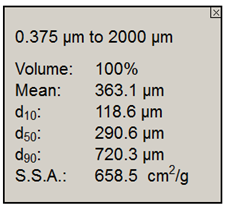 0.375 µm to 2000 µm
Volume: 100%
Mean: 363.1 µm
d₁₀: 118.6 µm
d₅₀: 290.6 µm
d₉₀: 720.3 µm
S.S.A.: 658.5 cm²/g